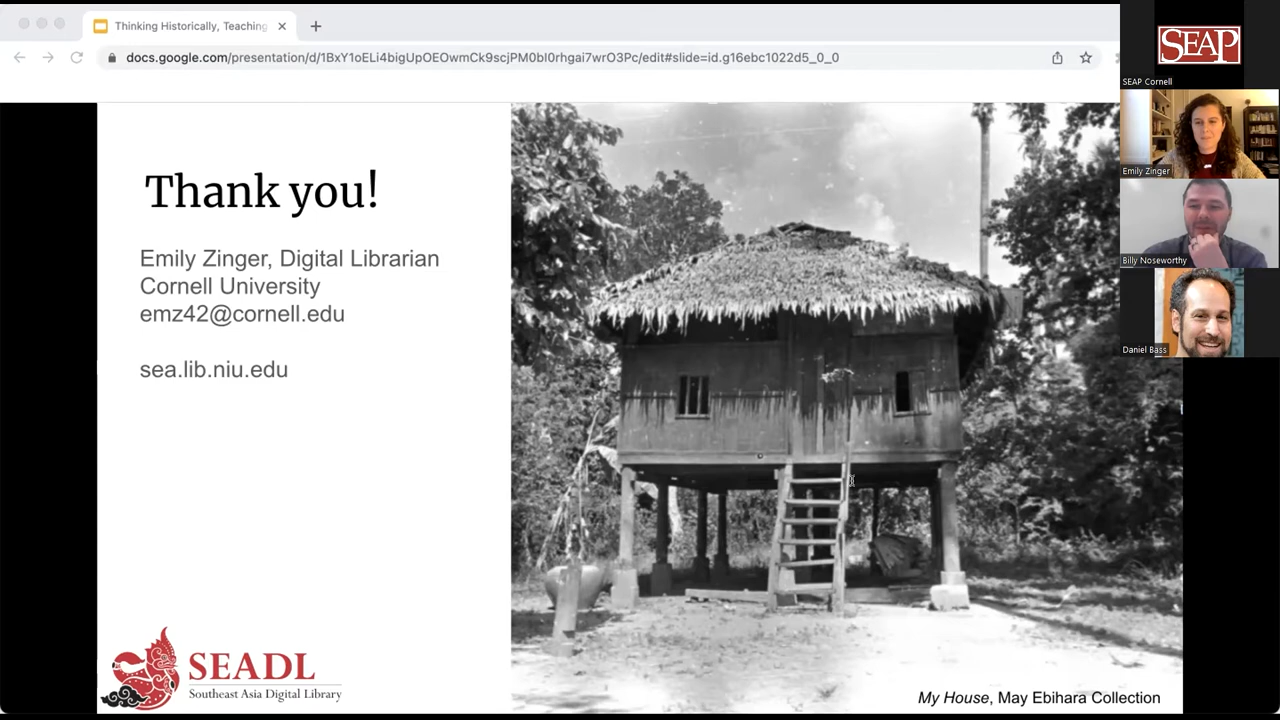 Thinking Historically, Teaching
docs.google.com/presentation/d/1BxY1oELi4bigUpOEOwmCk9scjPM0bI0rhgai7wrO3Pc/edit#slide=id.g16ebc1022d5_0_0
SEAP
SEAP Cornell
Emily Zinger
Billy Noseworthy
Daniel Bass
Thank you!
Emily Zinger, Digital Librarian
Cornell University
emz42@cornell.edu
sea.lib.niu.edu
SEADL
Southeast Asia Digital Library
My House, May Ebihara Collection